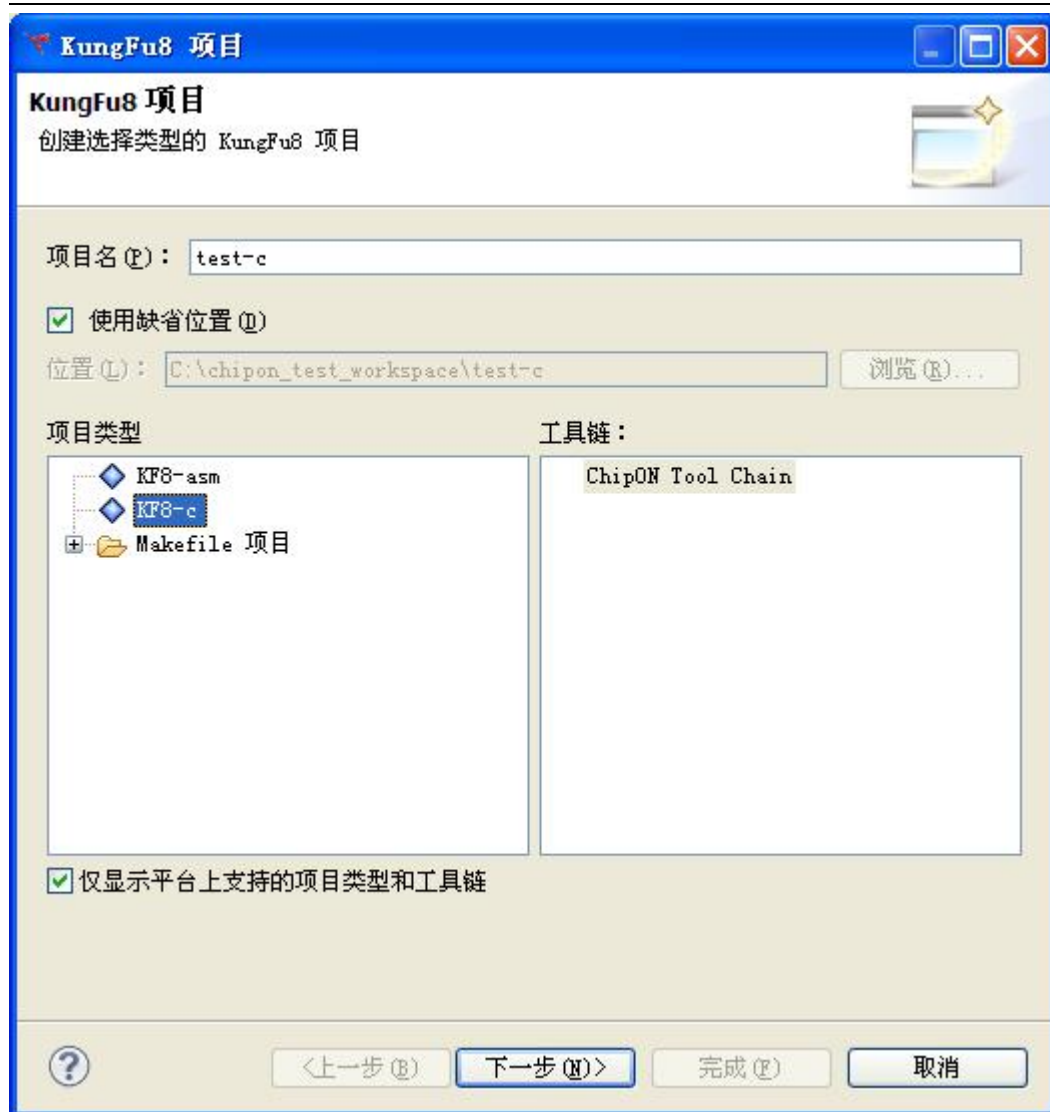 KungFu8 项目
KungFu8 项目
创建选择类型的 KungFu8 项目
项目名(P)： test-c
使用缺省位置(D)
位置(L)： C:\chipon_test_workspace\test-c 浏览(R)...
项目类型 工具链：
KF8-asm ChipON Tool Chain
KF8-c
Makefile 项目
仅显示平台上支持的项目类型和工具链
? <上一步(B) 下一步(N)> 完成(F) 取消